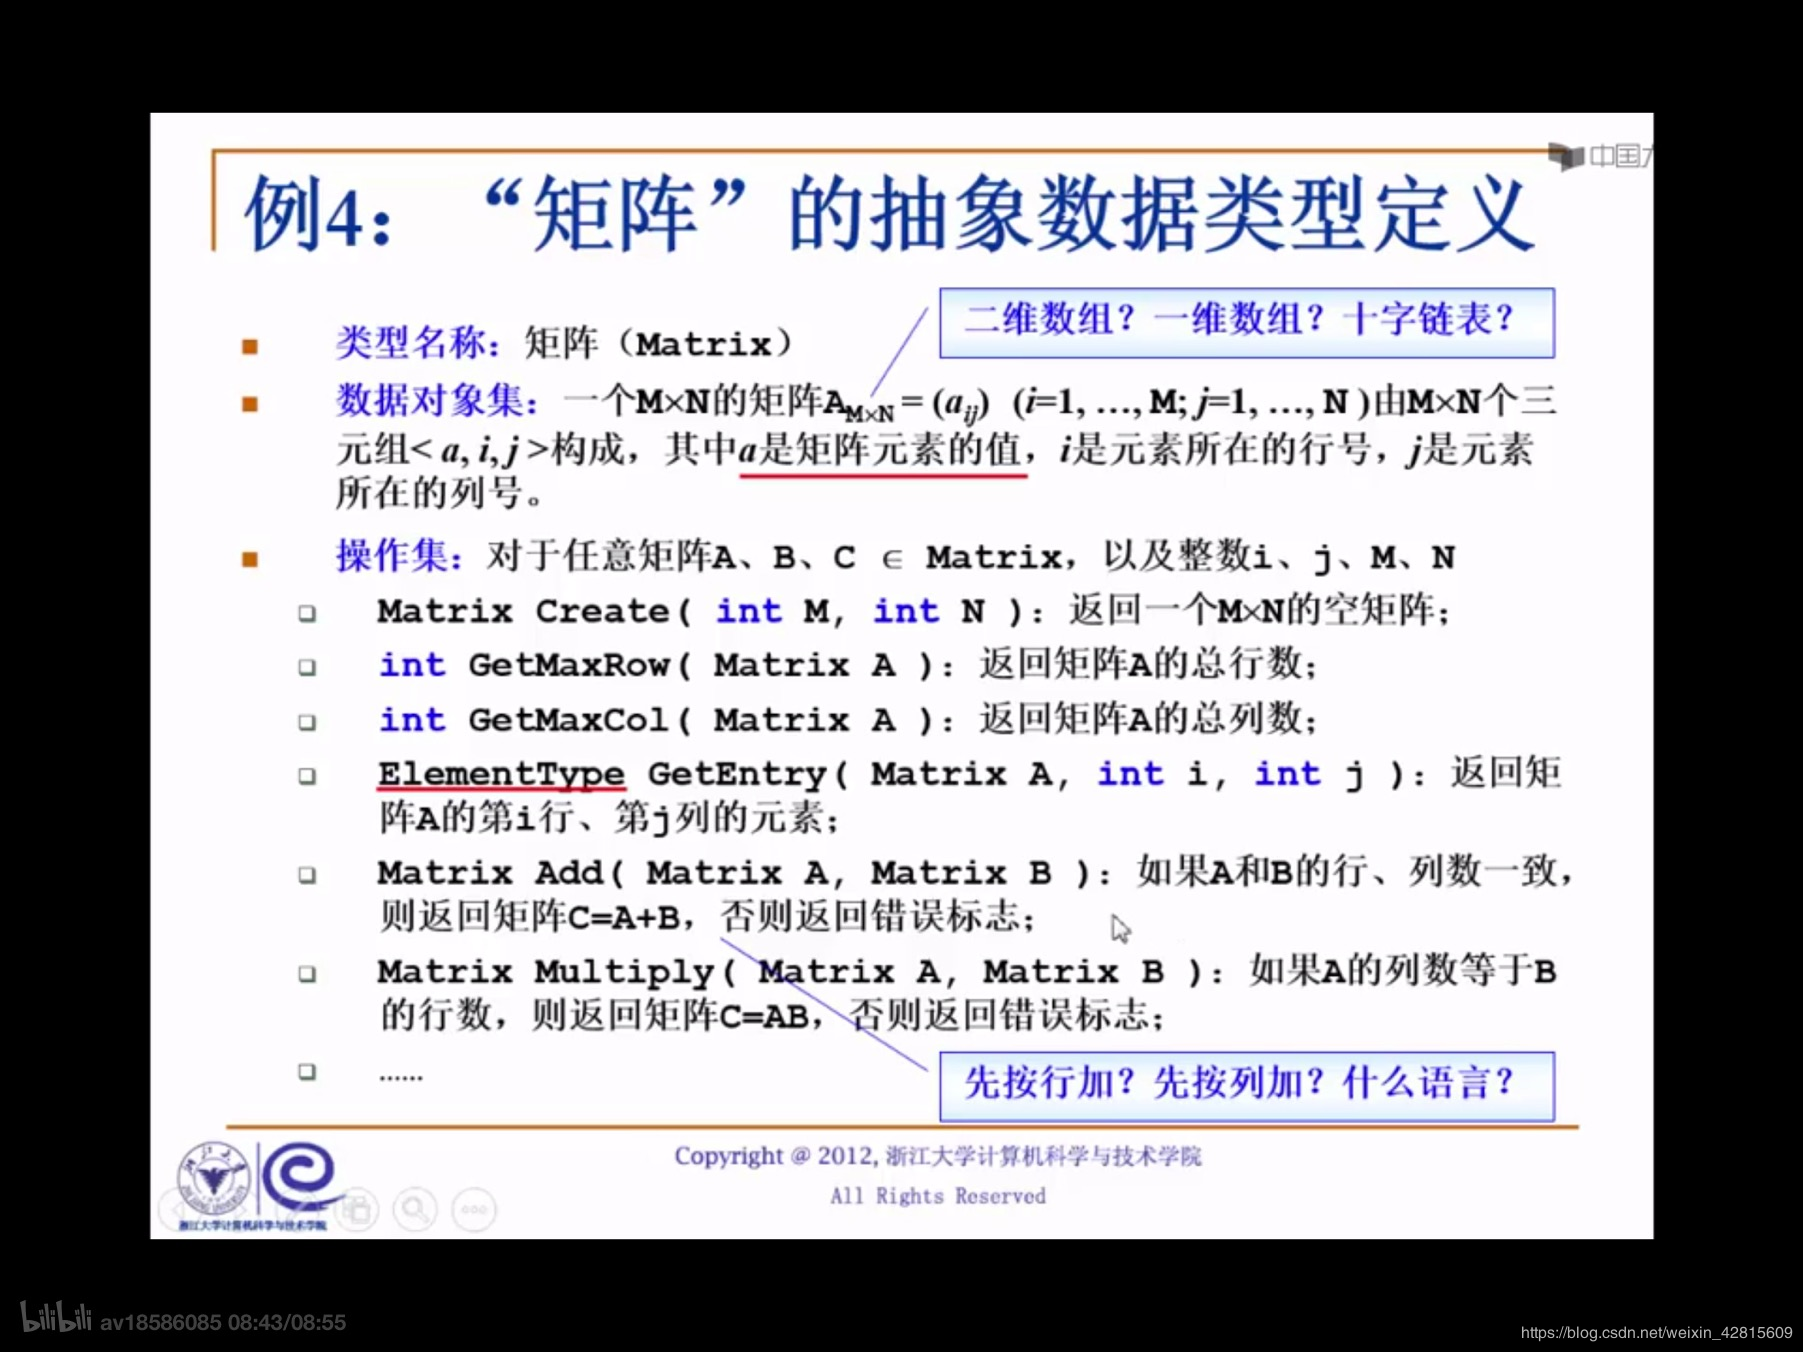 中国
例4：“矩阵”的抽象数据类型定义
二维数组？一维数组？十字链表？
类型名称：矩阵（Matrix）
数据对象集：一个M×N的矩阵AM×N = (aij)  (i=1, …, M; j=1, …, N )由M×N个三
元组< a, i, j >构成，其中a是矩阵元素的值，i是元素所在的行号，j是元素
所在的列号。
操作集：对于任意矩阵A、B、C ∈ Matrix，以及整数i、j、M、N
Matrix Create( int M, int N )：返回一个M×N的空矩阵；
int GetMaxRow( Matrix A )：返回矩阵A的总行数；
int GetMaxCol( Matrix A )：返回矩阵A的总列数；
ElementType GetEntry( Matrix A, int i, int j )：返回矩
阵A的第i行、第j列的元素；
Matrix Add( Matrix A, Matrix B )：如果A和B的行、列数一致，
则返回矩阵C=A+B，否则返回错误标志；
Matrix Multiply( Matrix A, Matrix B )：如果A的列数等于B
的行数，则返回矩阵C=AB，否则返回错误标志；
……
先按行加？先按列加？什么语言？
Copyright @ 2012, 浙江大学计算机科学与技术学院
All Rights Reserved
浙江大学计算机科学与技术学院
bilibili av18586085 08:43/08:55
https://blog.csdn.net/weixin_42815609